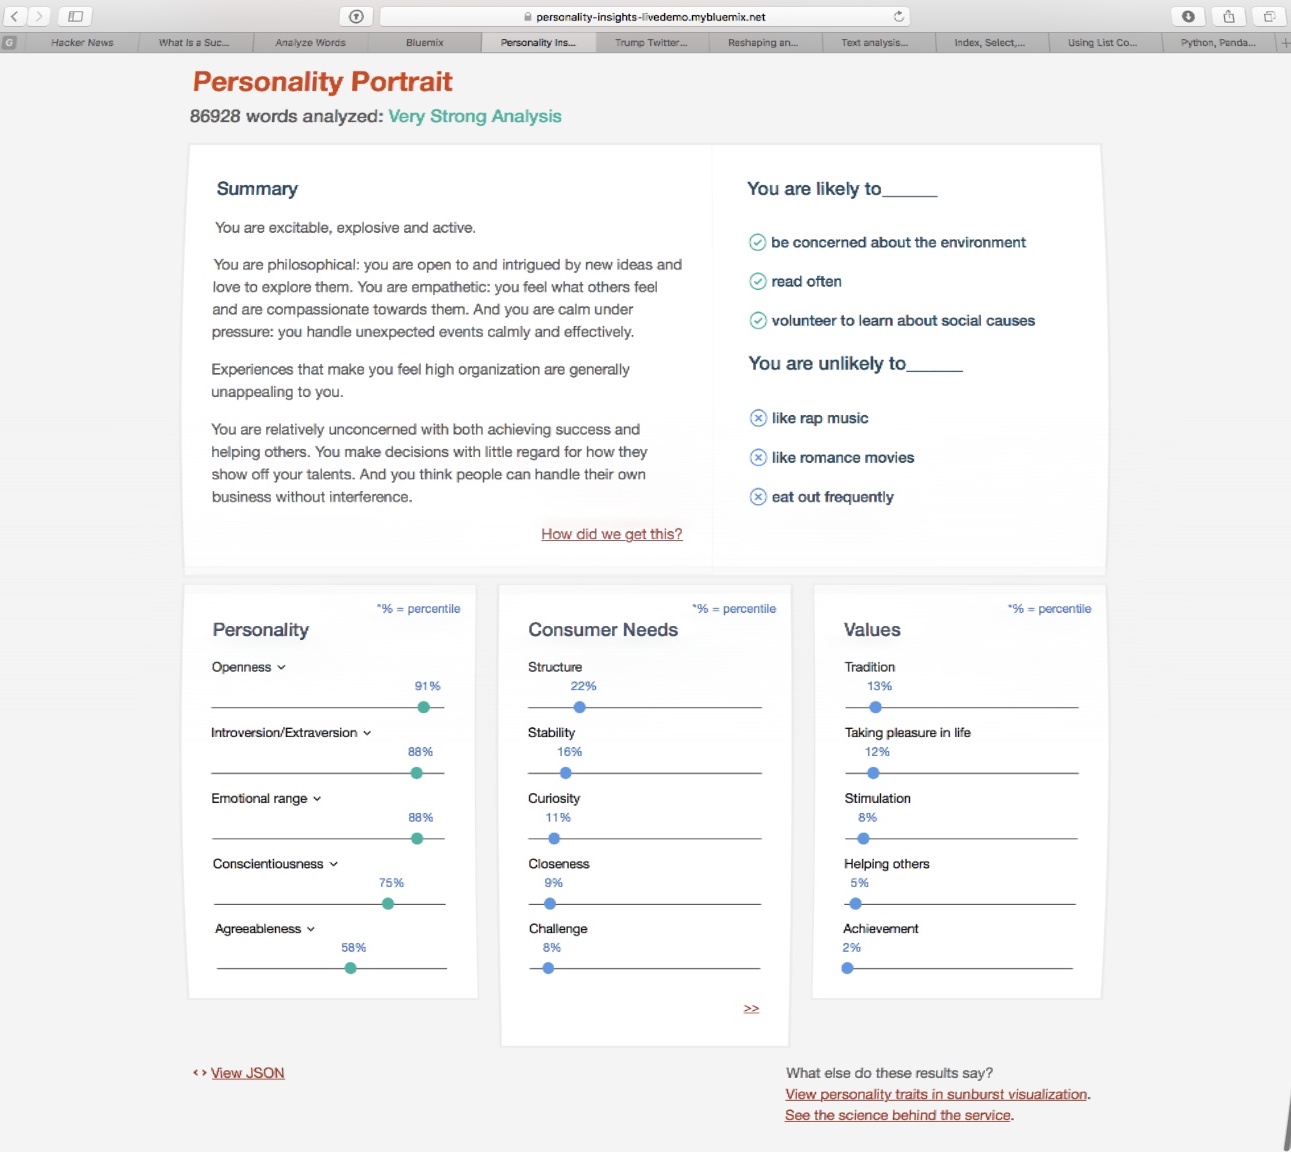 personality-insights-livedemo.mybluemix.net
G
Hacker News
What Is a Suc...
Analyze Words
Bluemix
Personality Ins...
Trump Twitter...
Reshaping an...
Text analysis...
Index, Select,...
Using List Co...
Python, Panda...
Personality Portrait
86928 words analyzed: Very Strong Analysis
Summary
You are excitable, explosive and active.
You are philosophical: you are open to and intrigued by new ideas and
love to explore them. You are empathetic: you feel what others feel
and are compassionate towards them. And you are calm under
pressure: you handle unexpected events calmly and effectively.
Experiences that make you feel high organization are generally
unappealing to you.
You are relatively unconcerned with both achieving success and
helping others. You make decisions with little regard for how they
show off your talents. And you think people can handle their own
business without interference.
How did we get this?
You are likely to______
be concerned about the environment
read often
volunteer to learn about social causes
You are unlikely to______
like rap music
like romance movies
eat out frequently
*% = percentile
Personality
Openness
91%
Introversion/Extraversion
88%
Emotional range
88%
Conscientiousness
75%
Agreeableness
58%
*% = percentile
Consumer Needs
Structure
22%
Stability
16%
Curiosity
11%
Closeness
9%
Challenge
8%
>>
*% = percentile
Values
Tradition
13%
Taking pleasure in life
12%
Stimulation
8%
Helping others
5%
Achievement
2%
<> View JSON
What else do these results say?
View personality traits in sunburst visualization.
See the science behind the service.